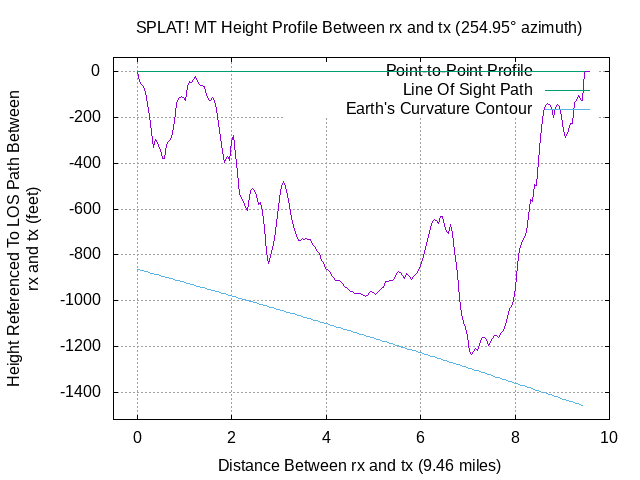 SPLAT! MT Height Profile Between rx and tx (254.95° azimuth)
Point-to-Point Profile
Line Of Sight Path
Earth's Curvature Contour
Height Referenced To LOS Path Between
rx and tx (feet)
0
-200
-400
-600
-800
-1000
-1200
-1400
0 2 4 6 8 10
Distance Between rx and tx (9.46 miles)